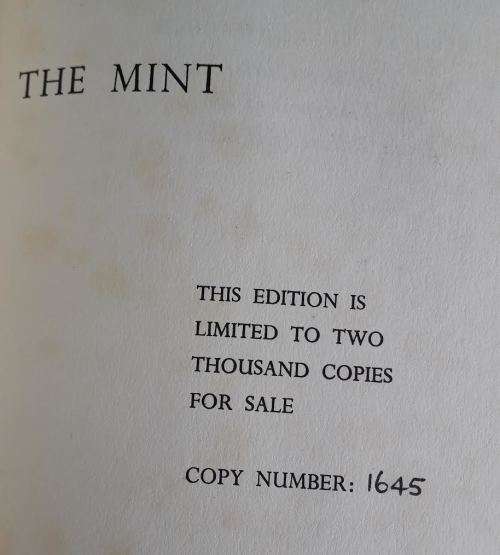 THE MINT
THIS EDITION IS
LIMITED TO TWO
THOUSAND COPIES
FOR SALE
COPY NUMBER: 1645